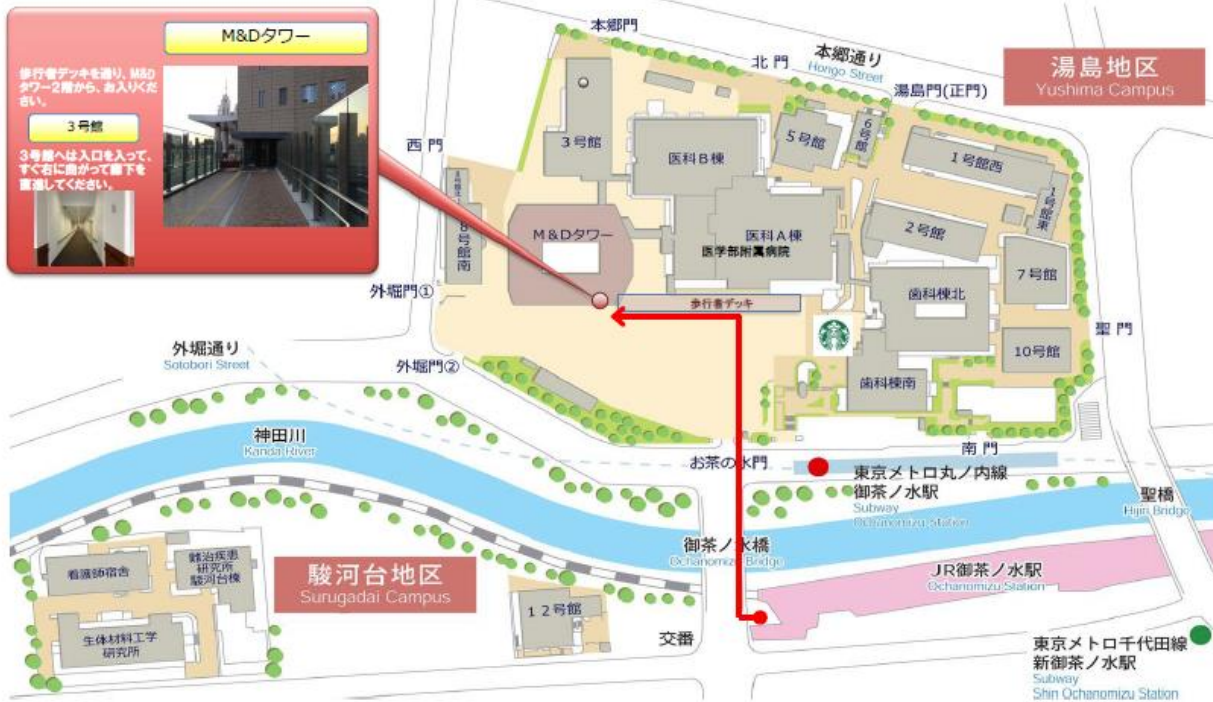 M&Dタワー
歩行者デッキを通り、M&D
タワー2階から、お入りくだ
さい。
3号館
3号館へは入口を入って、
すぐ右に曲がって廊下を
直進してください。
本郷門
本郷通り
Hongo Street
北門
湯島門(正門)
湯島地区
Yushima Campus
西門
3号館
医科B棟
5号館
6号館
1号館西
1号館東
8号館南
M&Dタワー
医科A棟
医学部附属病院
2号館
7号館
外堀門①
歩行者デッキ
歯科棟北
聖門
外堀通り
Sotobori Street
外堀門②
10号館
歯科棟南
神田川
Kanda River
お茶の水門
南門
東京メトロ丸ノ内線
御茶ノ水駅
Subway
Ochanomizu Station
聖橋
Hijiri Bridge
御茶ノ水橋
Ochanomizu Bridge
看護師宿舎
難治疾患
研究所
駿河台棟
駿河台地区
Surugadai Campus
JR御茶ノ水駅
Ochanomizu Station
12号館
生体材料工学
研究所
交番
東京メトロ千代田線
新御茶ノ水駅
Subway
Shin Ochanomizu Station